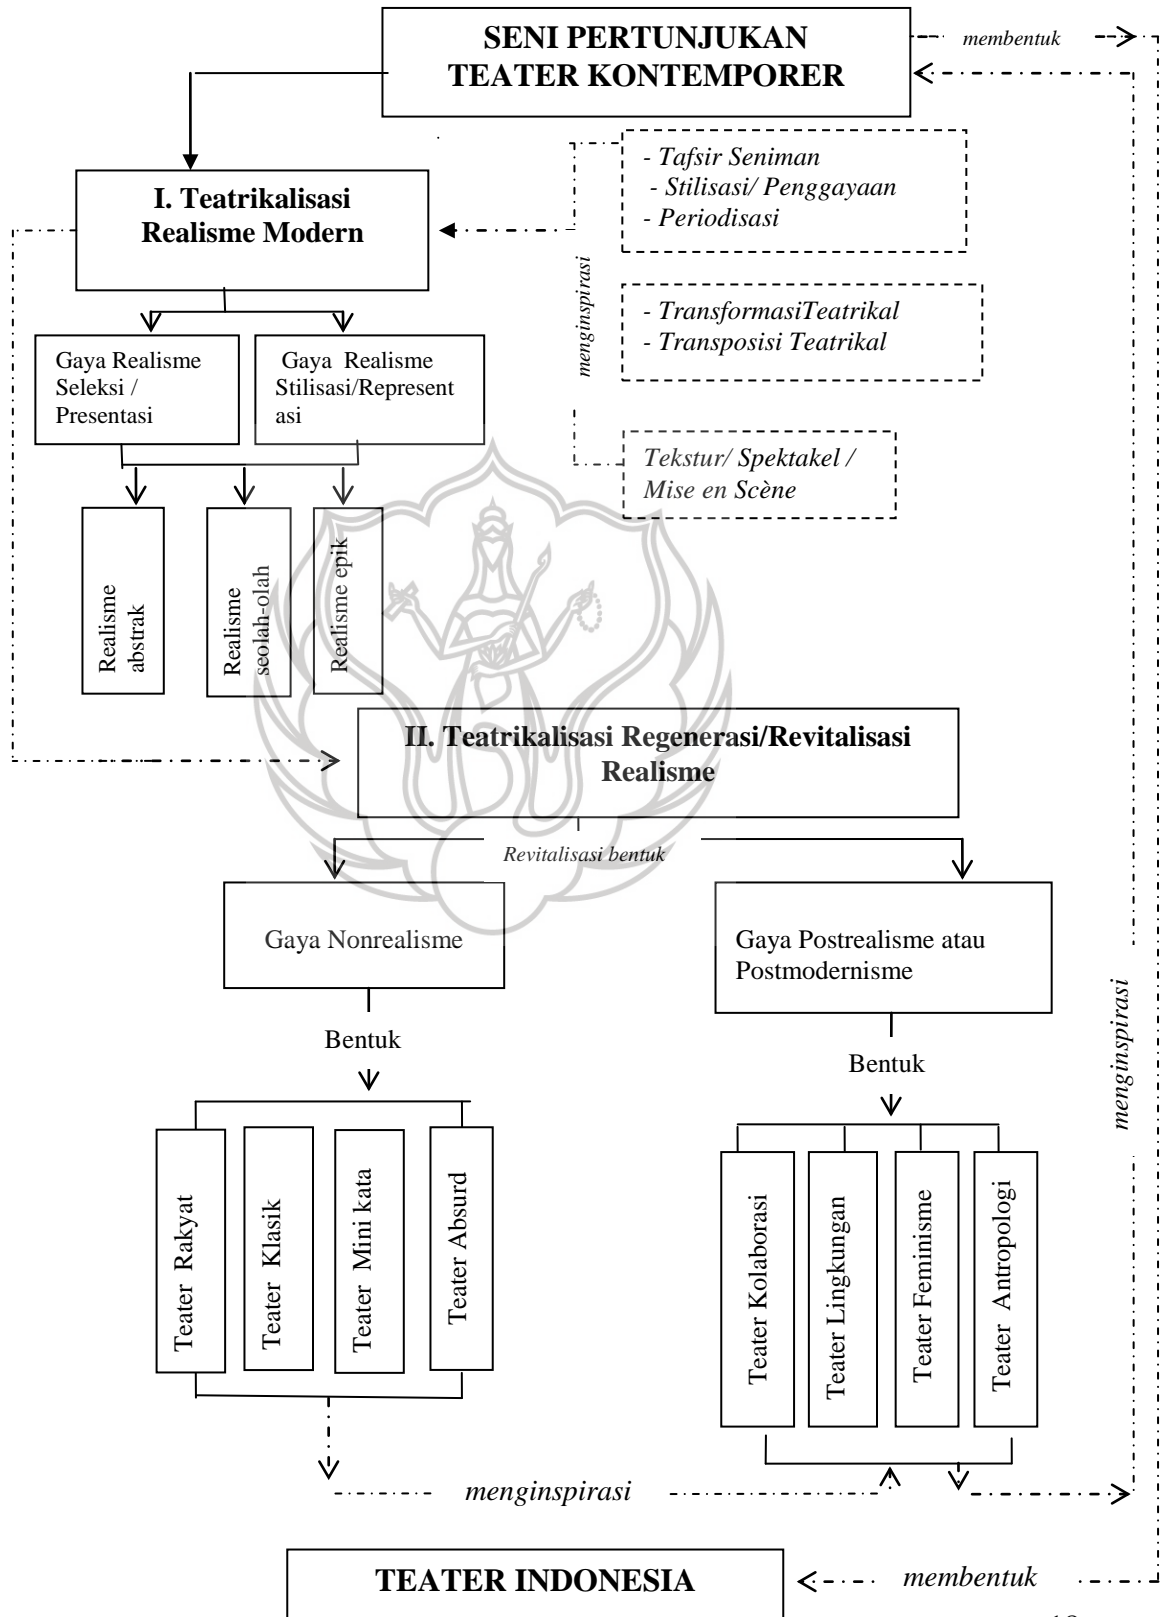 SENI PERTUNJUKAN
TEATER KONTEMPORER
membentuk
- Tafsir Seniman
- Stilisasi/ Penggayaan
- Periodisasi
I. Teatrikalisasi
Realisme Modern
menginspirasi
- TransformasiTeatrikal
- Transposisi Teatrikal
Gaya Realisme
Seleksi /
Presentasi
Gaya Realisme
Stilisasi/Represent
asi
Tekstur/ Spektakel /
Mise en Scène
Realisme
abstrak
Realisme
seolah-olah
Realisme epik
II. Teatrikalisasi Regenerasi/Revitalisasi
Realisme
Revitalisasi bentuk
Gaya Nonrealisme
Gaya Postrealisme atau
Postmodernisme
menginspirasi
Bentuk
Bentuk
Teater Rakyat
Teater Klasik
Teater Mini kata
Teater Absurd
Teater Kolaborasi
Teater Lingkungan
Teater Feminisme
Teater Antropologi
menginspirasi
TEATER INDONESIA
membentuk